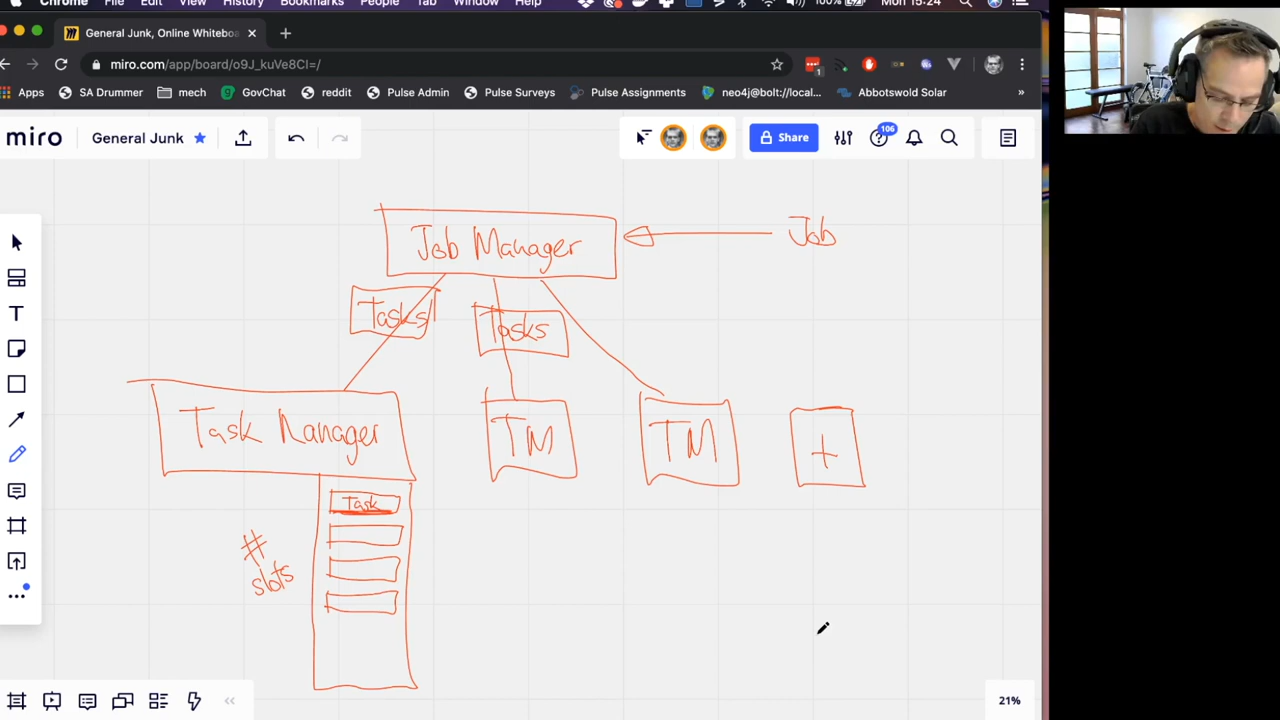 Chrome File Edit View History Bookmarks People Tab Window Help 100% Mon 15:24
General Junk, Online Whiteboa
miro.com/app/board/o9J_kuVe8CI=/
1
Apps SA Drummer mech GovChat reddit Pulse Admin Pulse Surveys Pulse Assignments neo4j@bolt://local... Abbotswold Solar »
miro General Junk Share 106
Job Manager Job
Tasks Tasks
Task Manager TM TM +
Task
#
slots
21%